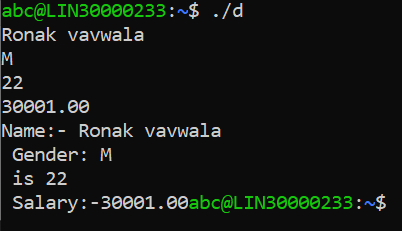 abc@LIN30000233:~$ ./d
Ronak vavwala
M
22
30001.00
Name:- Ronak vavwala
 Gender: M
 is 22
 Salary:-30001.00abc@LIN30000233:~$